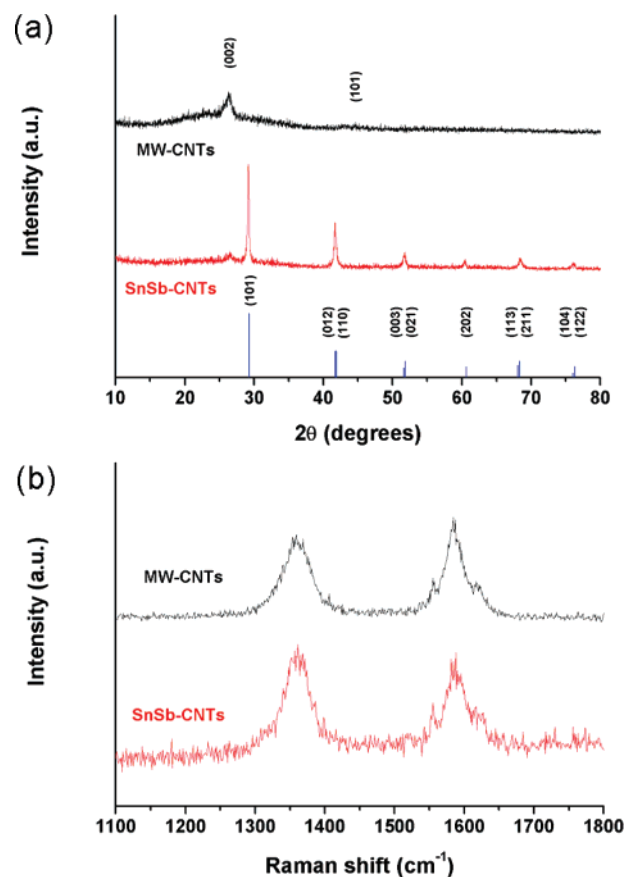 (a)
(002)
(101)
MW-CNTs
SnSb-CNTs
(101)
(012)
(110)
(003)
(021)
(202)
(113)
(211)
(104)
(122)
Intensity (a.u.)
10 20 30 40 50 60 70 80
2θ (degrees)
(b)
MW-CNTs
SnSb-CNTs
Intensity (a.u.)
1100 1200 1300 1400 1500 1600 1700 1800
Raman shift (cm⁻¹)